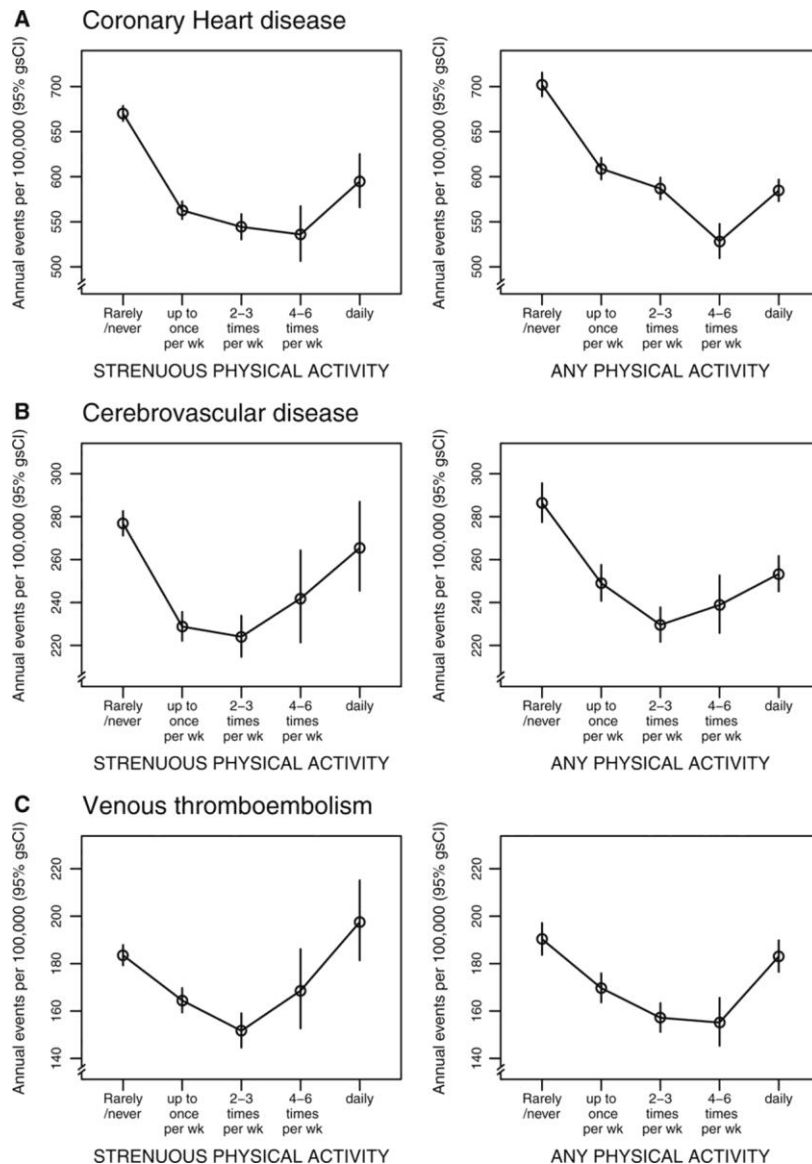 A Coronary Heart disease
Annual events per 100,000 (95% gsCI)
700
650
600
550
500
Rarely
/never
up to
once
per wk
2−3
times
per wk
4−6
times
per wk
daily
STRENUOUS PHYSICAL ACTIVITY
Annual events per 100,000 (95% gsCI)
700
650
600
550
500
Rarely
/never
up to
once
per wk
2−3
times
per wk
4−6
times
per wk
daily
ANY PHYSICAL ACTIVITY
B Cerebrovascular disease
Annual events per 100,000 (95% gsCI)
300
280
260
240
220
Rarely
/never
up to
once
per wk
2−3
times
per wk
4−6
times
per wk
daily
STRENUOUS PHYSICAL ACTIVITY
Annual events per 100,000 (95% gsCI)
300
280
260
240
220
Rarely
/never
up to
once
per wk
2−3
times
per wk
4−6
times
per wk
daily
ANY PHYSICAL ACTIVITY
C Venous thromboembolism
Annual events per 100,000 (95% gsCI)
220
200
180
160
140
Rarely
/never
up to
once
per wk
2−3
times
per wk
4−6
times
per wk
daily
STRENUOUS PHYSICAL ACTIVITY
Annual events per 100,000 (95% gsCI)
220
200
180
160
140
Rarely
/never
up to
once
per wk
2−3
times
per wk
4−6
times
per wk
daily
ANY PHYSICAL ACTIVITY